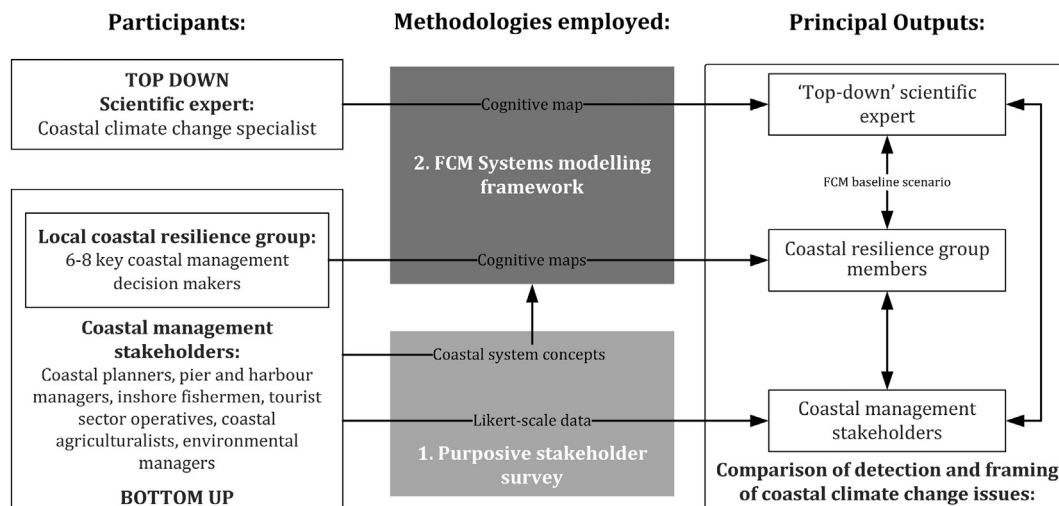 Participants:
Methodologies employed:
Principal Outputs:
TOP DOWN
Scientific expert:
Coastal climate change specialist
Local coastal resilience group:
6-8 key coastal management
decision makers
Coastal management
stakeholders:
Coastal planners, pier and harbour
managers, inshore fishermen, tourist
sector operatives, coastal
agriculturalists, environmental
managers
BOTTOM UP
Cognitive map
2. FCM Systems modelling
framework
Cognitive maps
Coastal system concepts
Likert-scale data
1. Purposive stakeholder
survey
‘Top-down’ scientific
expert
FCM baseline scenario
Coastal resilience group
members
Coastal management
stakeholders
Comparison of detection and framing
of coastal climate change issues: